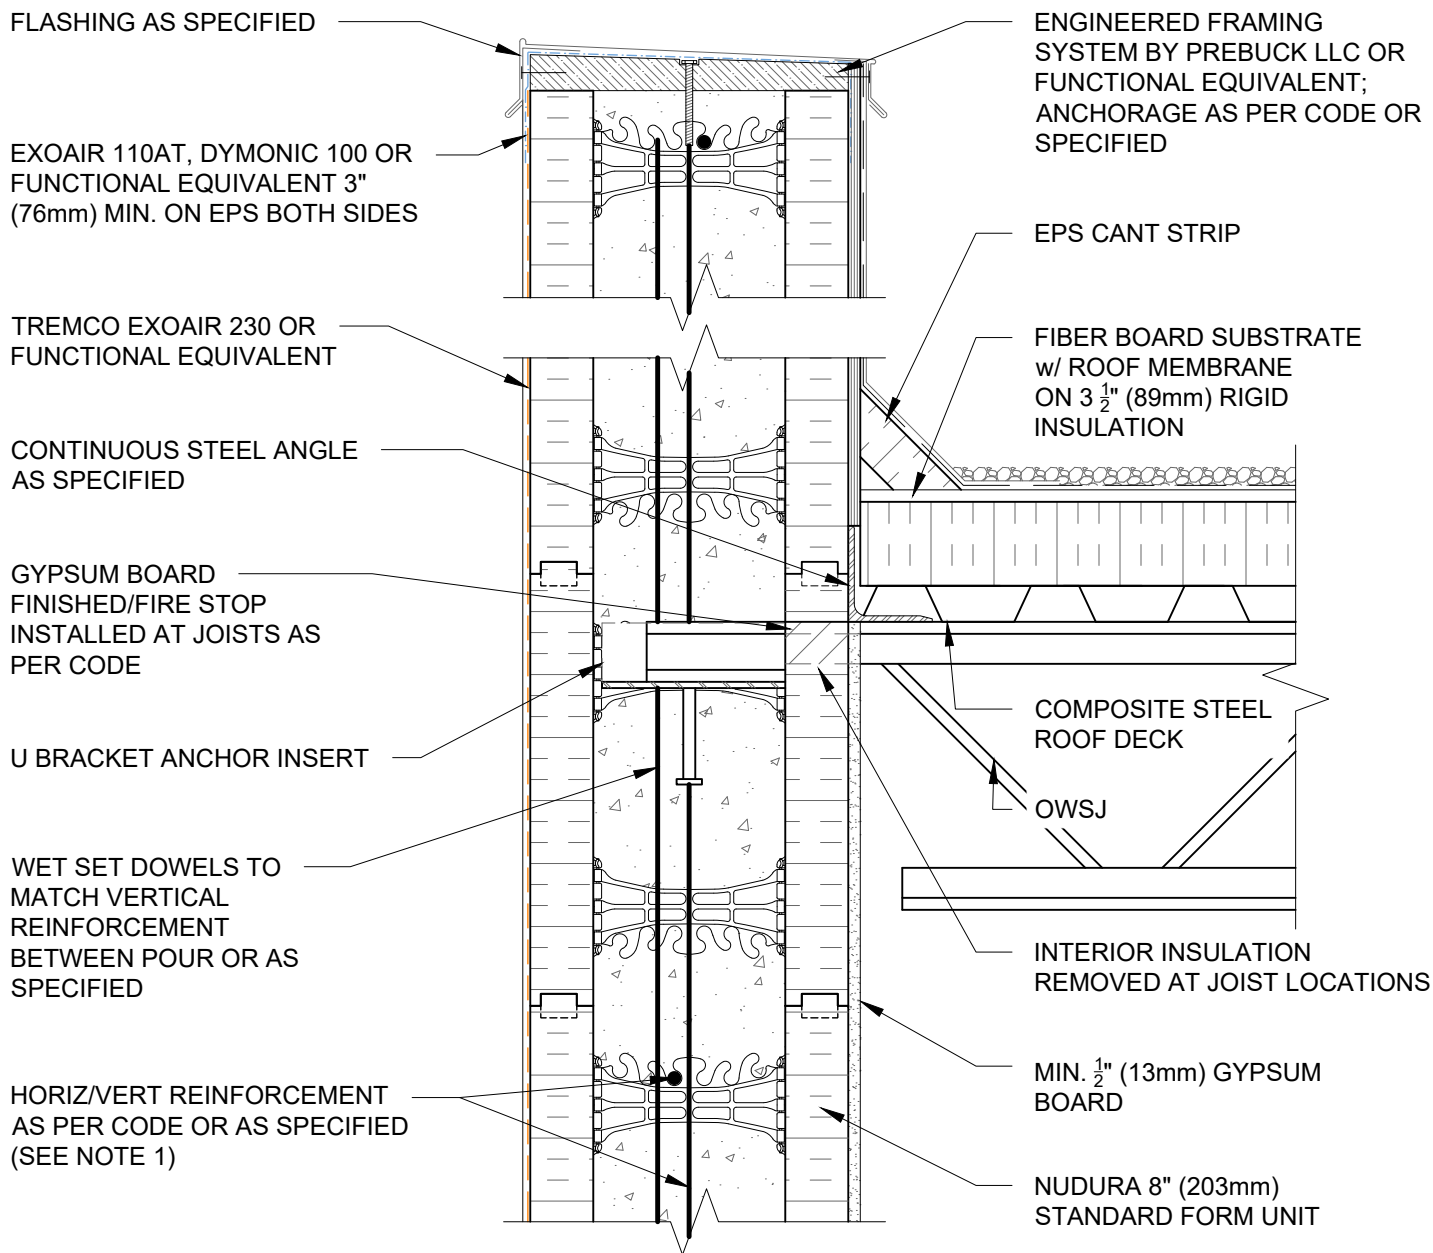 FLASHING AS SPECIFIED
EXOAIR 110AT, DYMONIC 100 OR
FUNCTIONAL EQUIVALENT 3"
(76mm) MIN. ON EPS BOTH SIDES
TREMCO EXOAIR 230 OR
FUNCTIONAL EQUIVALENT
CONTINUOUS STEEL ANGLE
AS SPECIFIED
GYPSUM BOARD
FINISHED/FIRE STOP
INSTALLED AT JOISTS AS
PER CODE
U BRACKET ANCHOR INSERT
WET SET DOWELS TO
MATCH VERTICAL
REINFORCEMENT
BETWEEN POUR OR AS
SPECIFIED
HORIZ/VERT REINFORCEMENT
AS PER CODE OR AS SPECIFIED
(SEE NOTE 1)
ENGINEERED FRAMING
SYSTEM BY PREBUCK LLC OR
FUNCTIONAL EQUIVALENT;
ANCHORAGE AS PER CODE OR
SPECIFIED
EPS CANT STRIP
FIBER BOARD SUBSTRATE
w/ ROOF MEMBRANE
ON 3 1/2" (89mm) RIGID
INSULATION
COMPOSITE STEEL
ROOF DECK
OWSJ
INTERIOR INSULATION
REMOVED AT JOIST LOCATIONS
MIN. 1/2" (13mm) GYPSUM
BOARD
NUDURA 8" (203mm)
STANDARD FORM UNIT